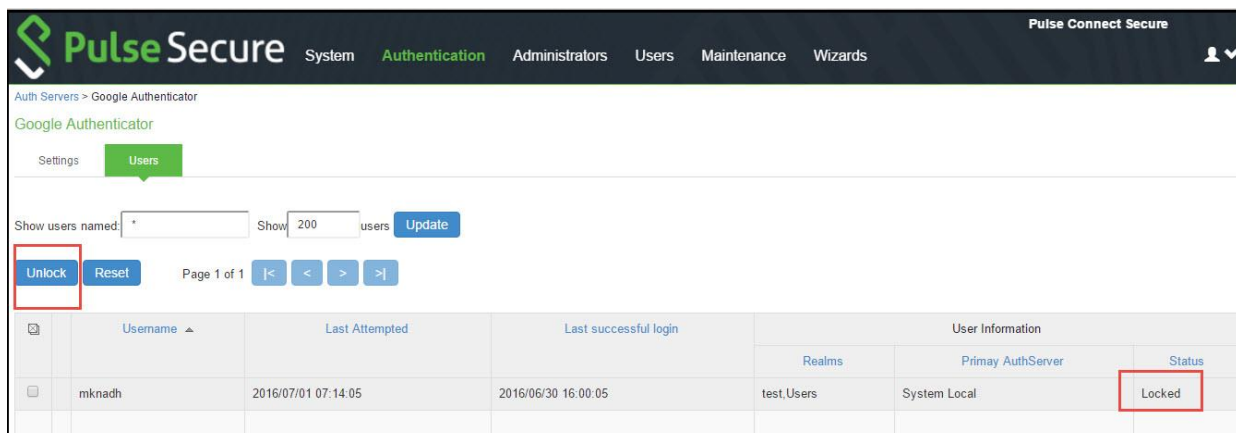 Pulse Connect Secure
Pulse Secure System Authentication Administrators Users Maintenance Wizards
Auth Servers > Google Authenticator
Google Authenticator
Settings Users
Show users named: * Show 200 users Update
Unlock Reset Page 1 of 1 |< < > >|
Username Last Attempted Last successful login User Information
Realms Primay AuthServer Status
mknadh 2016/07/01 07:14:05 2016/06/30 16:00:05 test,Users System Local Locked